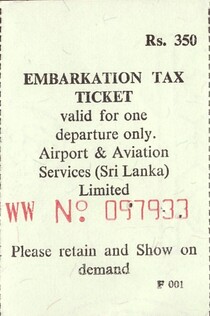 Rs. 350
EMBARKATION TAX
TICKET
valid for one
departure only.
Airport & Aviation
Services (Sri Lanka)
Limited
WW Nº 097933
Please retain and Show on
demand
F 001